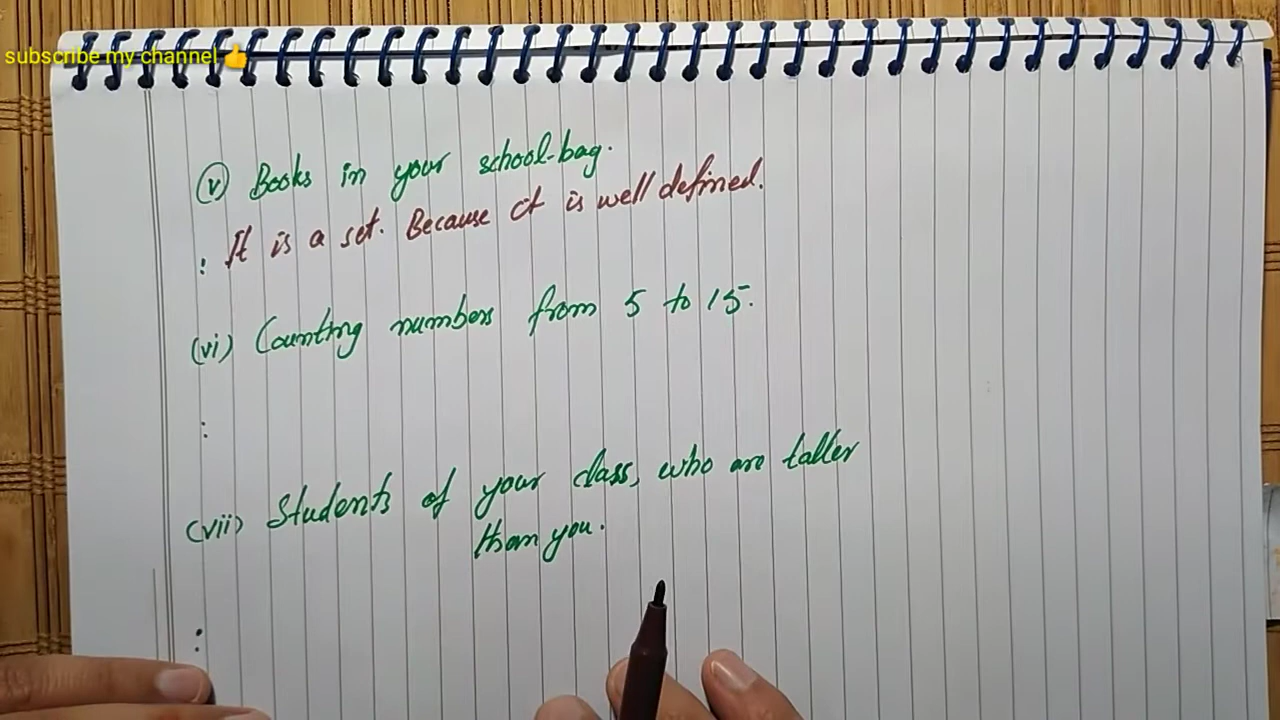 subscribe my channel 👍
(v) Books in your school-bag.
: It is a set. Because it is well defined.
(vi) Counting numbers from 5 to 15.
:
(vii) Students of your class, who are taller
than you.
: